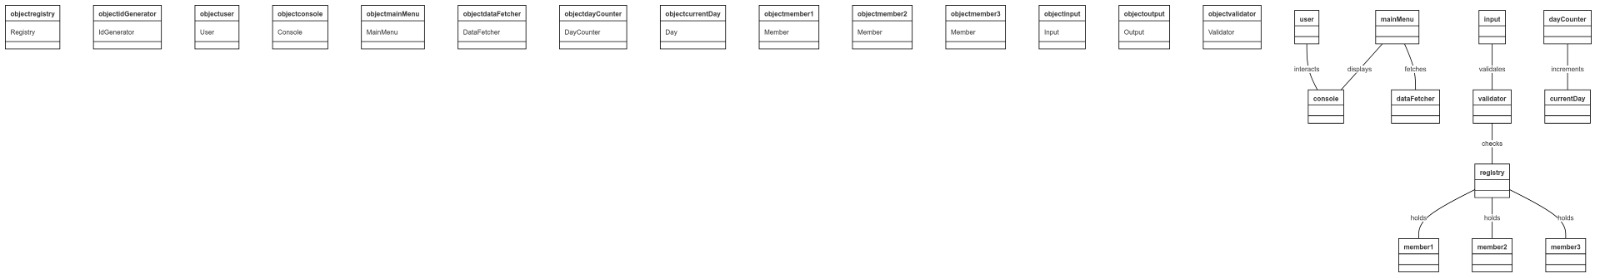 objectregistry
Registry
objectIdGenerator
IdGenerator
objectuser
User
objectconsole
Console
objectmainMenu
MainMenu
objectdataFetcher
DataFetcher
objectdayCounter
DayCounter
objectcurrentDay
Day
objectmember1
Member
objectmember2
Member
objectmember3
Member
objectinput
Input
objectoutput
Output
objectvalidator
Validator
user
mainMenu
input
dayCounter
interacts
displays
fetches
validates
increments
console
dataFetcher
validator
currentDay
checks
registry
holds
holds
holds
member1
member2
member3